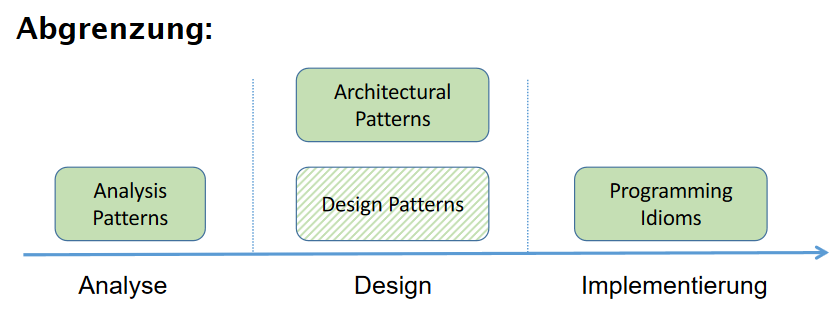 Abgrenzung:
Architectural
Patterns
Analysis
Patterns
Design Patterns
Programming
Idioms
Analyse
Design
Implementierung